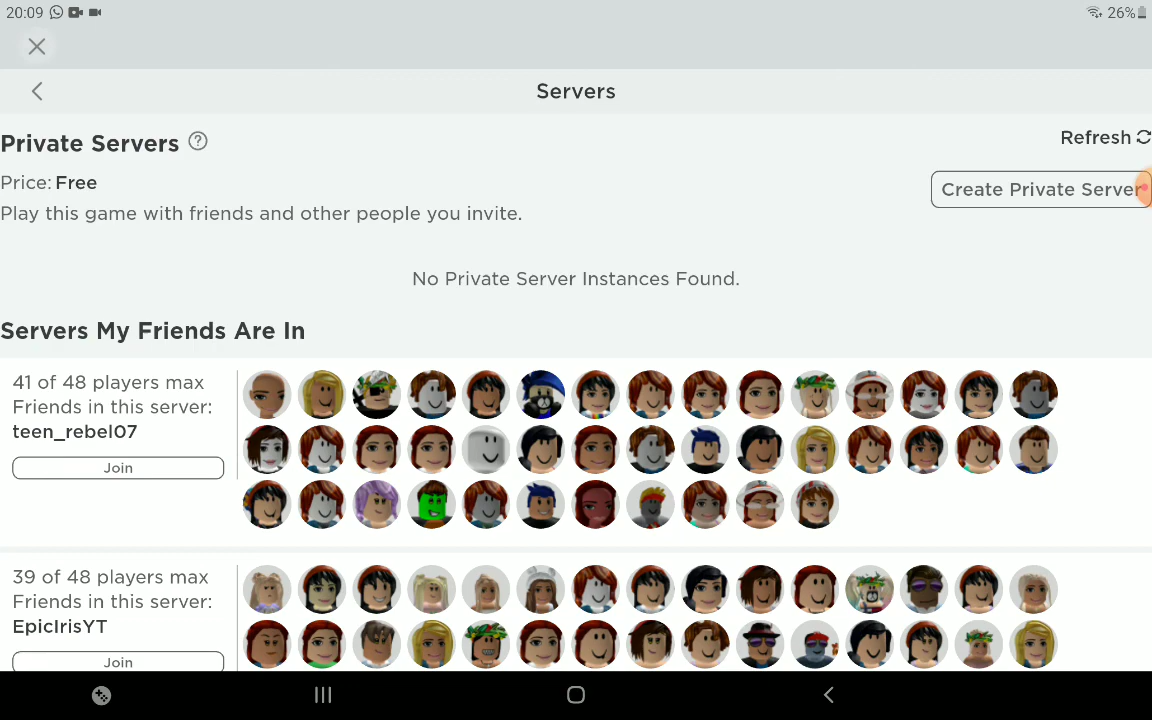 20:09
26%
Servers
Private Servers ?
Refresh
Price: Free
Create Private Server
Play this game with friends and other people you invite.
No Private Server Instances Found.
Servers My Friends Are In
41 of 48 players max
Friends in this server:
teen_rebel07
Join
39 of 48 players max
Friends in this server:
EpicIrisYT
Join